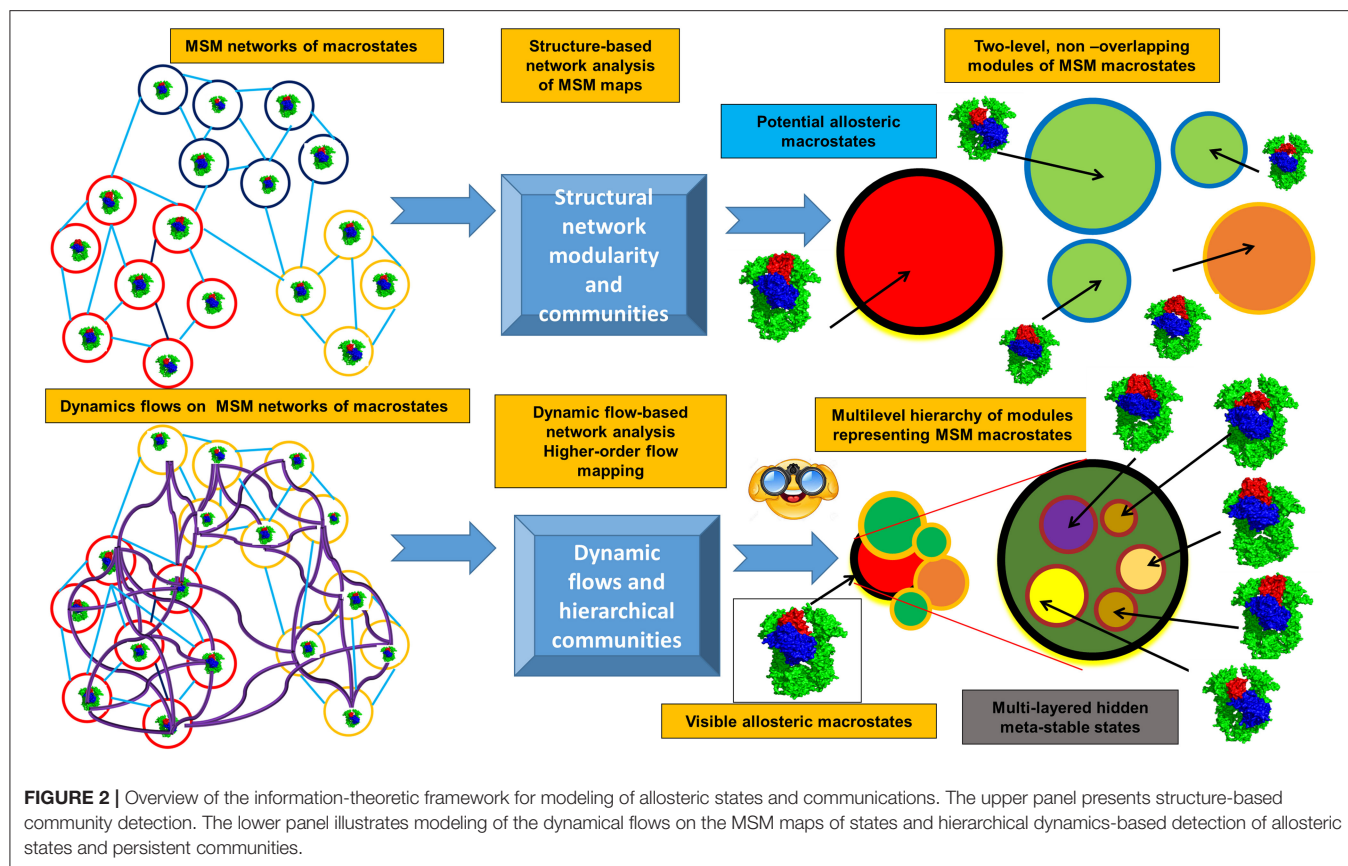 MSM networks of macrostates
Structure-based
network analysis
of MSM maps
Two-level, non –overlapping
modules of MSM macrostates
Potential allosteric
macrostates
Structural
network
modularity
and
communities
Dynamics flows on MSM networks of macrostates
Dynamic flow-based
network analysis
Higher-order flow
mapping
Multilevel hierarchy of modules
representing MSM macrostates
Dynamic
flows and
hierarchical
communities
Visible allosteric macrostates
Multi-layered hidden
meta-stable states
FIGURE 2 | Overview of the information-theoretic framework for modeling of allosteric states and communications. The upper panel presents structure-based
community detection. The lower panel illustrates modeling of the dynamical flows on the MSM maps of states and hierarchical dynamics-based detection of allosteric
states and persistent communities.